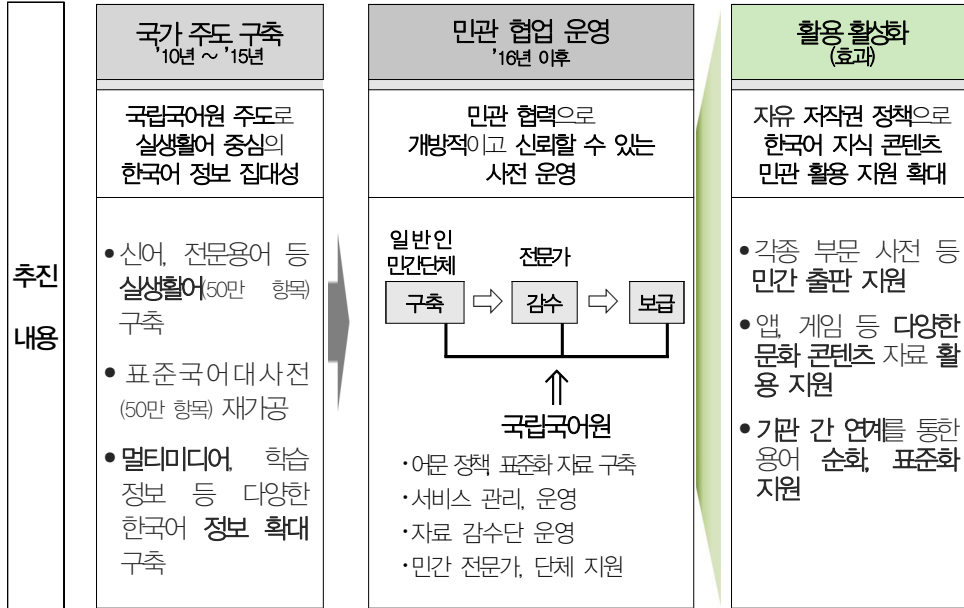 추진
내용
국가 주도 구축
’10년 ~ ’15년
국립국어원 주도로
실생활어 중심의
한국어 정보 집대성
• 신어, 전문용어 등
실생활어(50만 항목)
구축
• 표준국어대사전
(50만 항목) 재가공
• 멀티미디어, 학습
정보 등 다양한
한국어 정보 확대
구축
민관 협업 운영
’16년 이후
민관 협력으로
개방적이고 신뢰할 수 있는
사전 운영
일반인
민간단체
전문가
구축 ⇨ 감수 ⇨ 보급
⇑
국립국어원
·어문 정책 표준화 자료 구축
·서비스 관리, 운영
·자료 감수단 운영
·민간 전문가, 단체 지원
활용 활성화
(효과)
자유 저작권 정책으로
한국어 지식 콘텐츠
민관 활용 지원 확대
• 각종 부문 사전 등
민간 출판 지원
• 앱, 게임 등 다양한
문화 콘텐츠 자료 활
용 지원
• 기관 간 연계를 통한
용어 순화, 표준화
지원